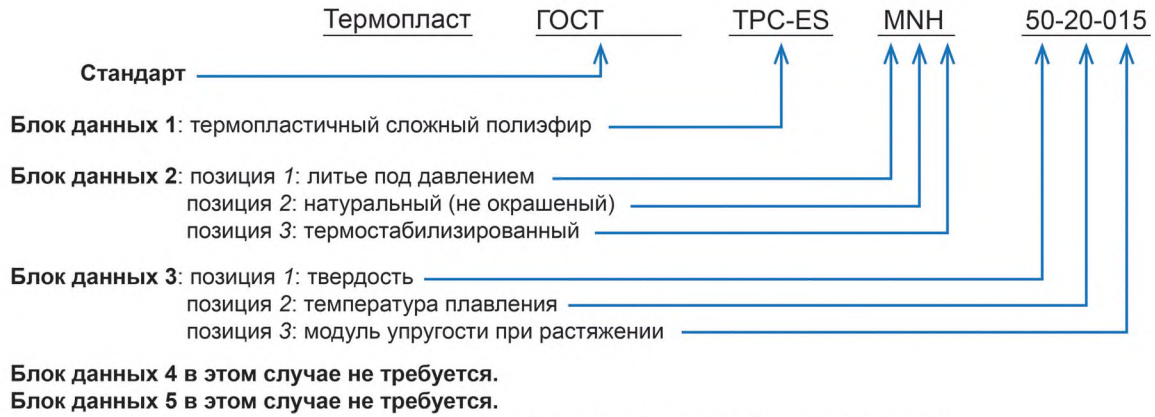 Термопласт ГОСТ TPC-ES MNH 50-20-015
Стандарт
Блок данных 1: термопластичный сложный полиэфир
Блок данных 2: позиция 1: литье под давлением
позиция 2: натуральный (не окрашеный)
позиция 3: термостабилизированный
Блок данных 3: позиция 1: твердость
позиция 2: температура плавления
позиция 3: модуль упругости при растяжении
Блок данных 4 в этом случае не требуется.
Блок данных 5 в этом случае не требуется.